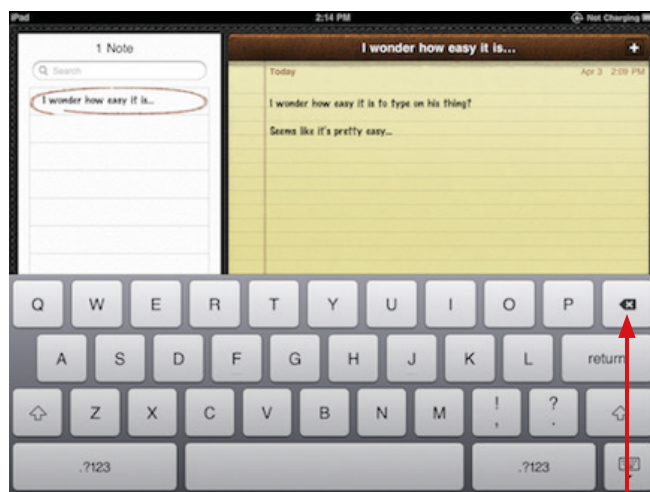 iPad
2:14 PM
Not Charging
1 Note
I wonder how easy it is...
+
Search
Today
Apr 3 2:09 PM
I wonder how easy it is...
I wonder how easy it is to type on his thing?
Seems like it's pretty easy...
Q W E R T Y U I O P
A S D F G H J K L return
Z X C V B N M ! , ? .
.?123 .?123